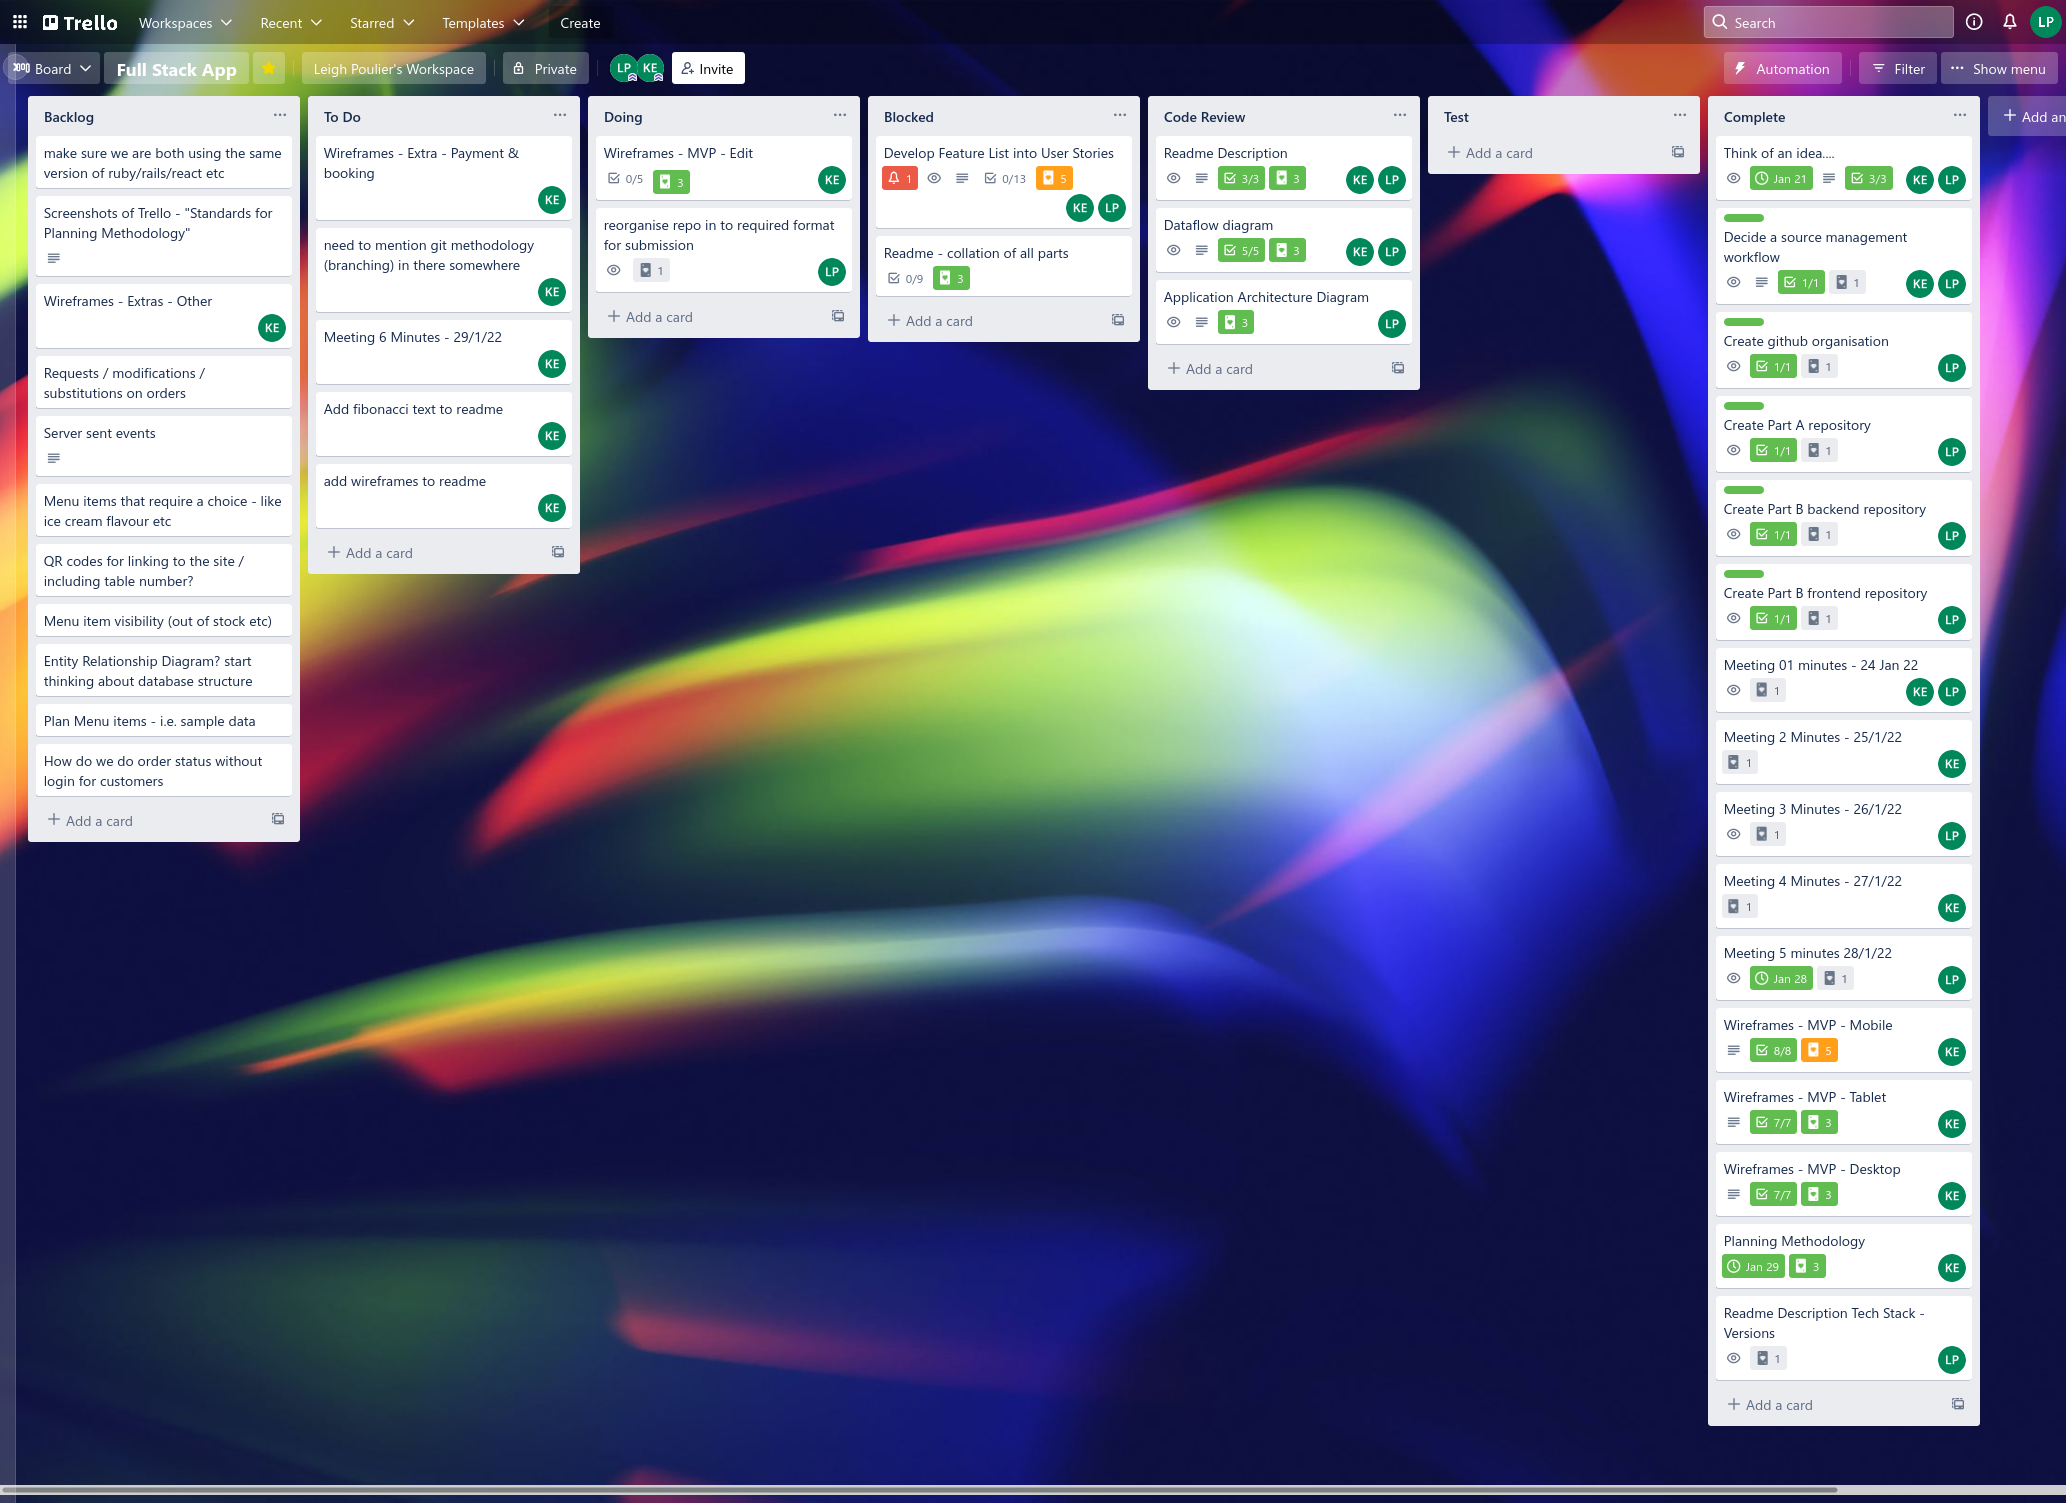 Trello
Workspaces
Recent
Starred
Templates
Create
Search
LP
Board
Full Stack App
Leigh Poulier's Workspace
Private
LP
KE
Invite
Automation
Filter
Show menu
Backlog
make sure we are both using the same
version of ruby/rails/react etc
Screenshots of Trello - "Standards for
Planning Methodology"
Wireframes - Extras - Other
KE
Requests / modifications /
substitutions on orders
Server sent events
Menu items that require a choice - like
ice cream flavour etc
QR codes for linking to the site /
including table number?
Menu item visibility (out of stock etc)
Entity Relationship Diagram? start
thinking about database structure
Plan Menu items - i.e. sample data
How do we do order status without
login for customers
+ Add a card
To Do
Wireframes - Extra - Payment &
booking
KE
need to mention git methodology
(branching) in there somewhere
KE
Meeting 6 Minutes - 29/1/22
KE
Add fibonacci text to readme
KE
add wireframes to readme
KE
+ Add a card
Doing
Wireframes - MVP - Edit
0/5 3 KE
reorganise repo in to required format
for submission
1 LP
+ Add a card
Blocked
Develop Feature List into User Stories
1 0/13 5
KE LP
Readme - collation of all parts
0/9 3
+ Add a card
Code Review
Readme Description
3/3 3 KE LP
Dataflow diagram
5/5 3 KE LP
Application Architecture Diagram
3 LP
+ Add a card
Test
+ Add a card
Complete
Think of an idea....
Jan 21 3/3 KE LP
Decide a source management
workflow
1/1 1 KE LP
Create github organisation
1/1 1 LP
Create Part A repository
1/1 1 LP
Create Part B backend repository
1/1 1 LP
Create Part B frontend repository
1/1 1 LP
Meeting 01 minutes - 24 Jan 22
1 KE LP
Meeting 2 Minutes - 25/1/22
1 KE
Meeting 3 Minutes - 26/1/22
1 LP
Meeting 4 Minutes - 27/1/22
1 KE
Meeting 5 minutes 28/1/22
Jan 28 1 LP
Wireframes - MVP - Mobile
8/8 5 KE
Wireframes - MVP - Tablet
7/7 3 KE
Wireframes - MVP - Desktop
7/7 3 KE
Planning Methodology
Jan 29 3 KE
Readme Description Tech Stack -
Versions
1 LP
+ Add a card
+ Add an